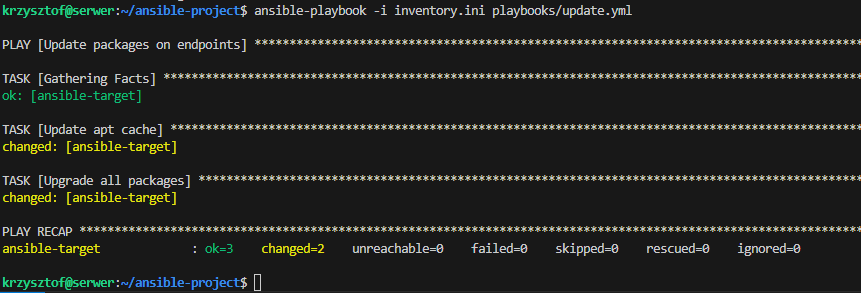 krzysztof@serwer:~/ansible-project$ ansible-playbook -i inventory.ini playbooks/update.yml
PLAY [Update packages on endpoints] ****************************************************************************************
TASK [Gathering Facts] *****************************************************************************************************
ok: [ansible-target]
TASK [Update apt cache] ****************************************************************************************************
changed: [ansible-target]
TASK [Upgrade all packages] ************************************************************************************************
changed: [ansible-target]
PLAY RECAP *****************************************************************************************************************
ansible-target             : ok=3    changed=2    unreachable=0    failed=0    skipped=0    rescued=0    ignored=0
krzysztof@serwer:~/ansible-project$